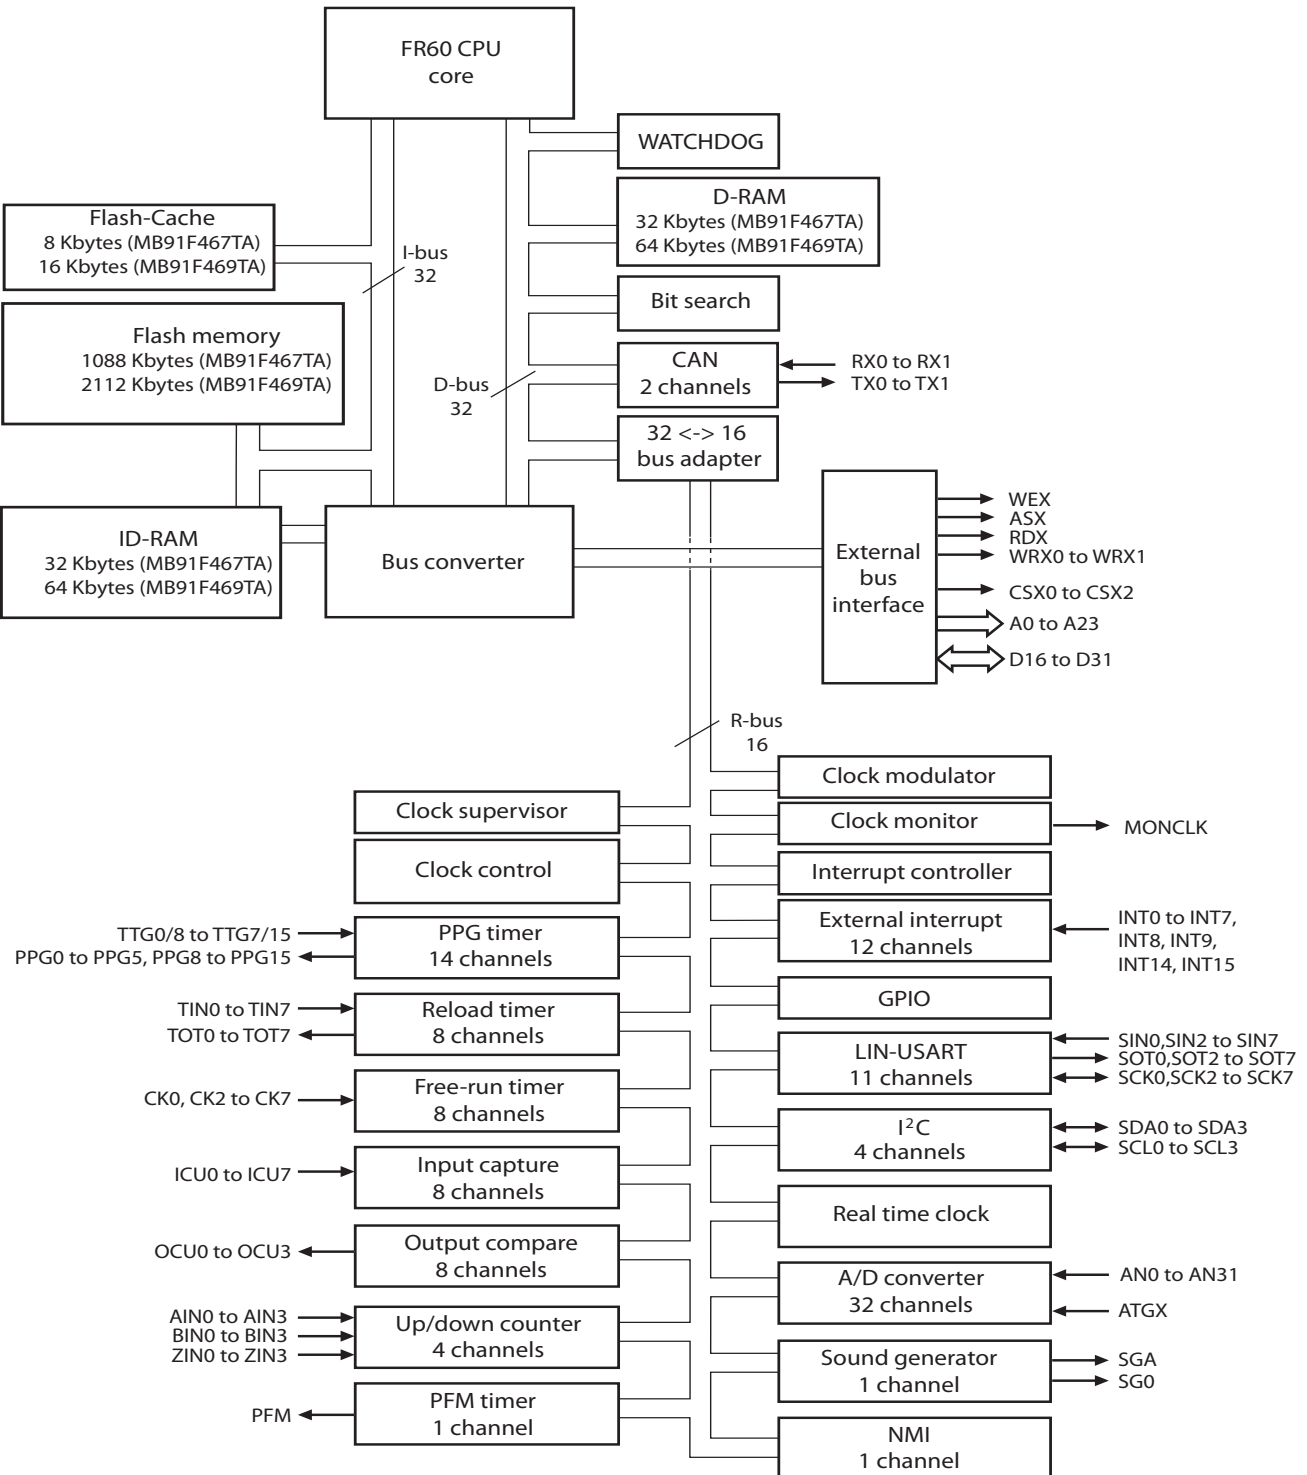 FR60 CPU
core
WATCHDOG
D-RAM
32 Kbytes (MB91F467TA)
64 Kbytes (MB91F469TA)
Flash-Cache
8 Kbytes (MB91F467TA)
16 Kbytes (MB91F469TA)
I-bus
32
Bit search
Flash memory
1088 Kbytes (MB91F467TA)
2112 Kbytes (MB91F469TA)
CAN
2 channels
RX0 to RX1
TX0 to TX1
D-bus
32
32 <-> 16
bus adapter
ID-RAM
32 Kbytes (MB91F467TA)
64 Kbytes (MB91F469TA)
Bus converter
External
bus
interface
WEX
ASX
RDX
WRX0 to WRX1
CSX0 to CSX2
A0 to A23
D16 to D31
R-bus
16
Clock supervisor
Clock control
TTG0/8 to TTG7/15
PPG0 to PPG5, PPG8 to PPG15
PPG timer
14 channels
TIN0 to TIN7
TOT0 to TOT7
Reload timer
8 channels
CK0, CK2 to CK7
Free-run timer
8 channels
ICU0 to ICU7
Input capture
8 channels
OCU0 to OCU3
Output compare
8 channels
AIN0 to AIN3
BIN0 to BIN3
ZIN0 to ZIN3
Up/down counter
4 channels
PFM
PFM timer
1 channel
Clock modulator
Clock monitor
MONCLK
Interrupt controller
External interrupt
12 channels
INT0 to INT7,
INT8, INT9,
INT14, INT15
GPIO
LIN-USART
11 channels
SIN0,SIN2 to SIN7
SOT0,SOT2 to SOT7
SCK0,SCK2 to SCK7
I²C
4 channels
SDA0 to SDA3
SCL0 to SCL3
Real time clock
A/D converter
32 channels
AN0 to AN31
ATGX
Sound generator
1 channel
SGA
SG0
NMI
1 channel